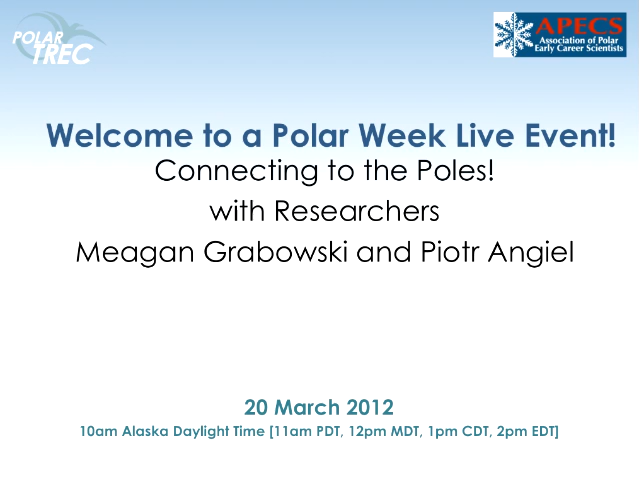 POLAR
TREC
APECS
Association of Polar
Early Career Scientists
Welcome to a Polar Week Live Event!
Connecting to the Poles!
with Researchers
Meagan Grabowski and Piotr Angiel
20 March 2012
10am Alaska Daylight Time [11am PDT, 12pm MDT, 1pm CDT, 2pm EDT]